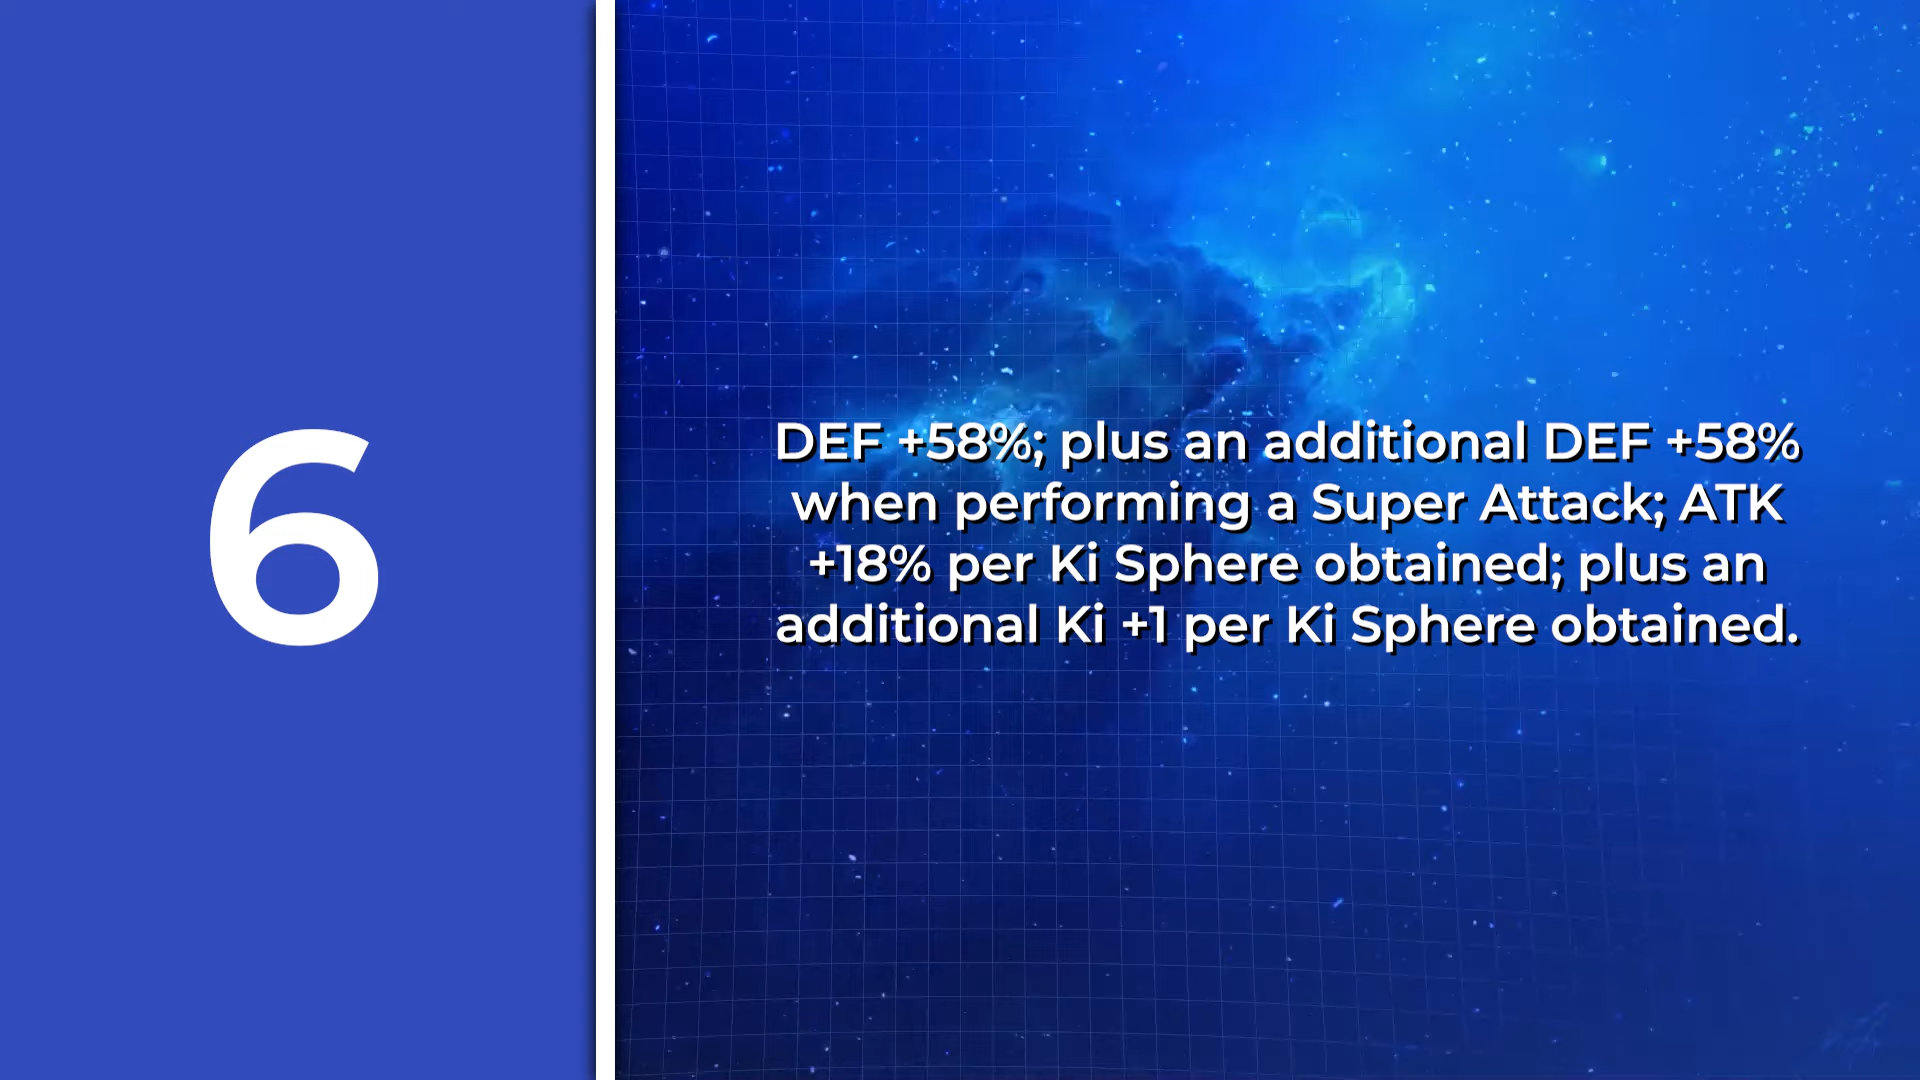 6
DEF +58%; plus an additional DEF +58%
when performing a Super Attack; ATK
+18% per Ki Sphere obtained; plus an
additional Ki +1 per Ki Sphere obtained.